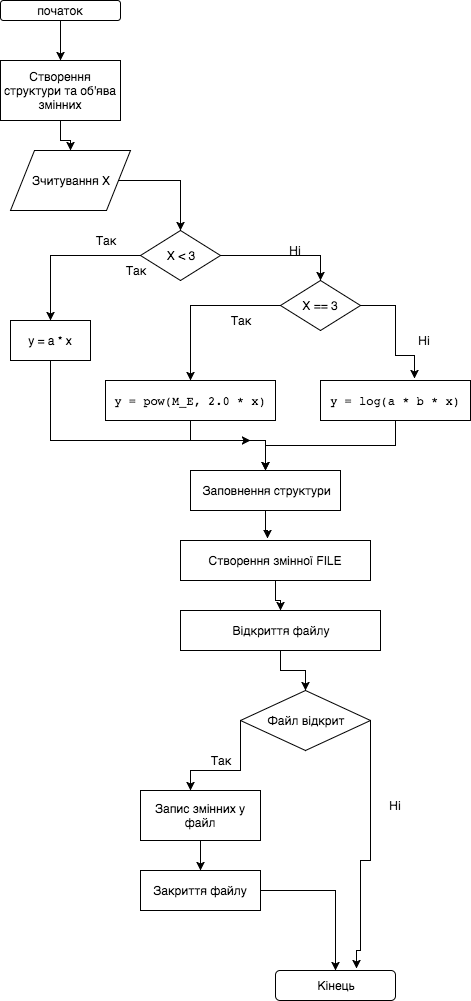 початок
Створення
структури та об'ява
змінних
Зчитування X
Так
X < 3
Ні
Так
X == 3
Так
Ні
y = a * x
y = pow(M_E, 2.0 * x)
y = log(a * b * x)
Заповнення структури
Створення змінної FILE
Відкриття файлу
Файл відкрит
Так
Ні
Запис змінних у
файл
Закриття файлу
Кінець